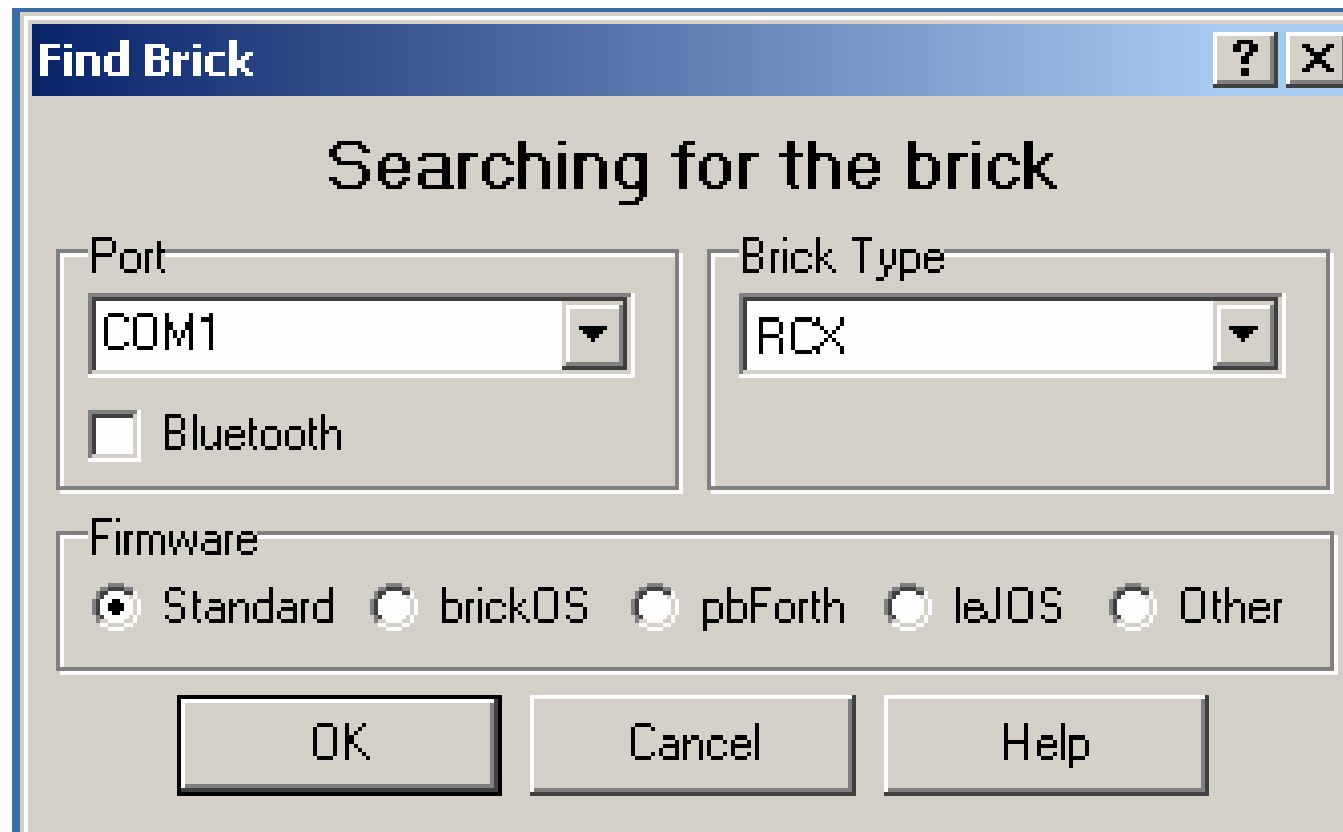 Find Brick
Searching for the brick
Port
Brick Type
COM1
RCX
Bluetooth
Firmware
Standard brickOS pbForth leJOS Other
OK Cancel Help